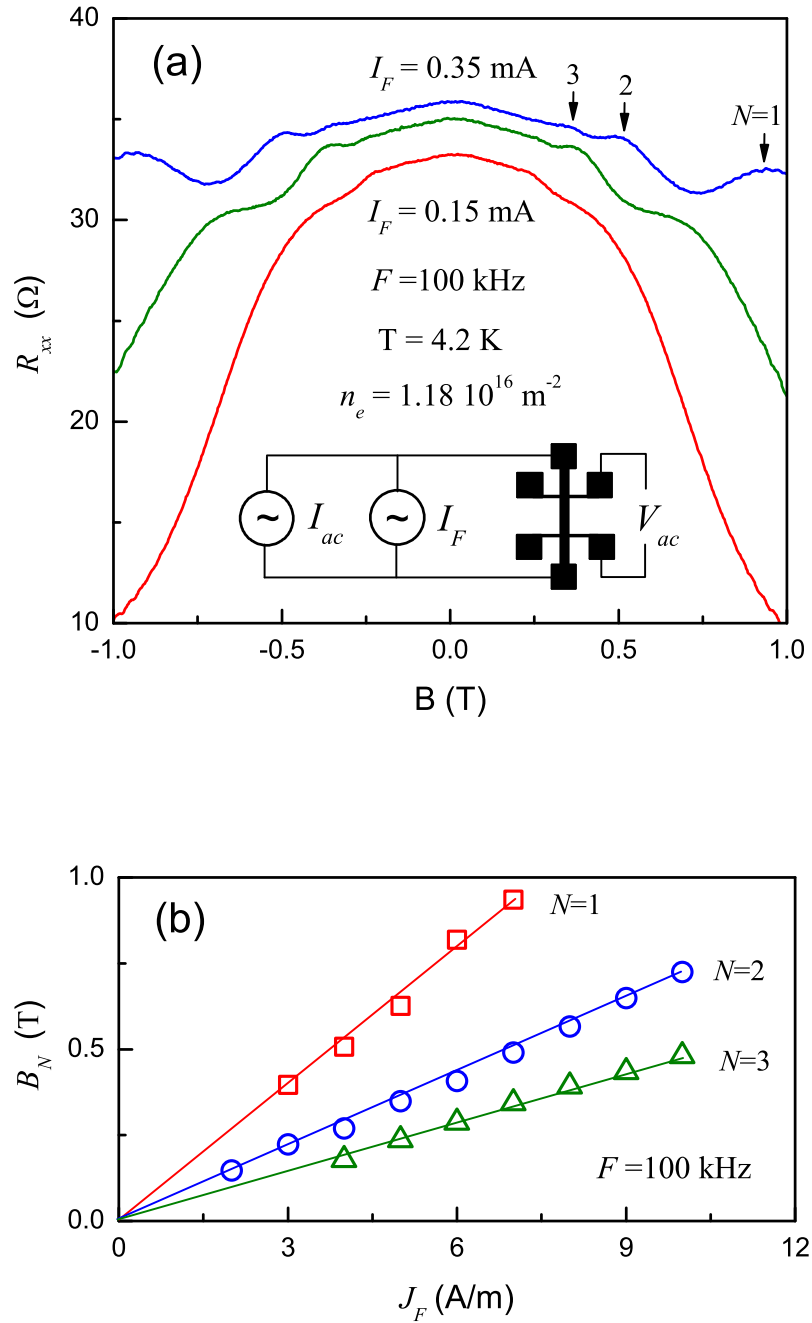 (a)
I_F = 0.35 mA
3
2
N=1
I_F = 0.15 mA
F =100 kHz
T = 4.2 K
n_e = 1.18 10^16 m^-2
~ I_ac ~ I_F V_ac
40
30
20
10
R_xx (Ω)
-1.0 -0.5 0.0 0.5 1.0
B (T)
(b)
N=1
N=2
N=3
F =100 kHz
1.0
0.5
0.0
B_N (T)
0 3 6 9 12
J_F (A/m)